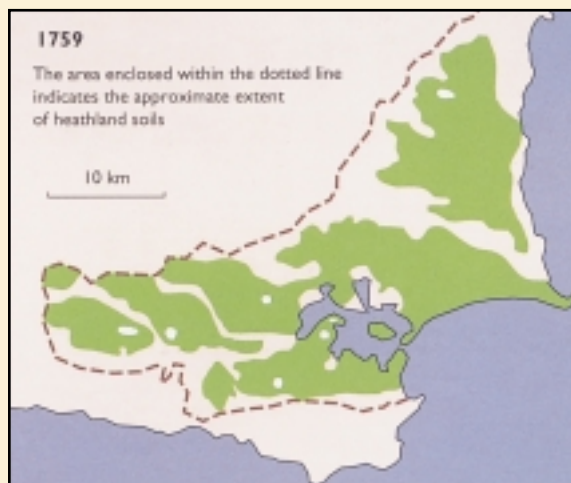 1759
The area enclosed within the dotted line
indicates the approximate extent
of heathland soils
10 km